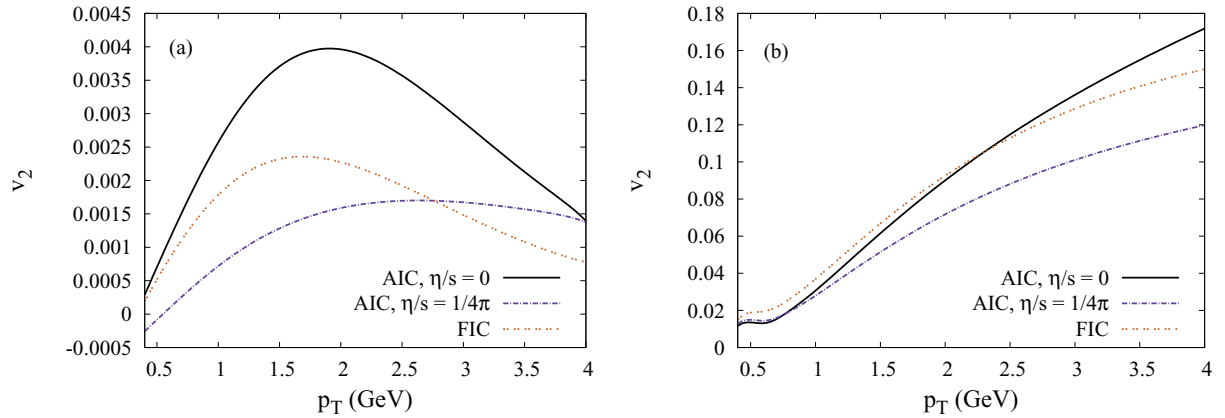 0.0045
0.004
0.0035
0.003
0.0025
0.002
0.0015
0.001
0.0005
0
-0.0005
v2
(a)
AIC, η/s = 0
AIC, η/s = 1/4π
FIC
0.5 1 1.5 2 2.5 3 3.5 4
pT (GeV)
0.18
0.16
0.14
0.12
0.1
0.08
0.06
0.04
0.02
0
v2
(b)
AIC, η/s = 0
AIC, η/s = 1/4π
FIC
0.5 1 1.5 2 2.5 3 3.5 4
pT (GeV)